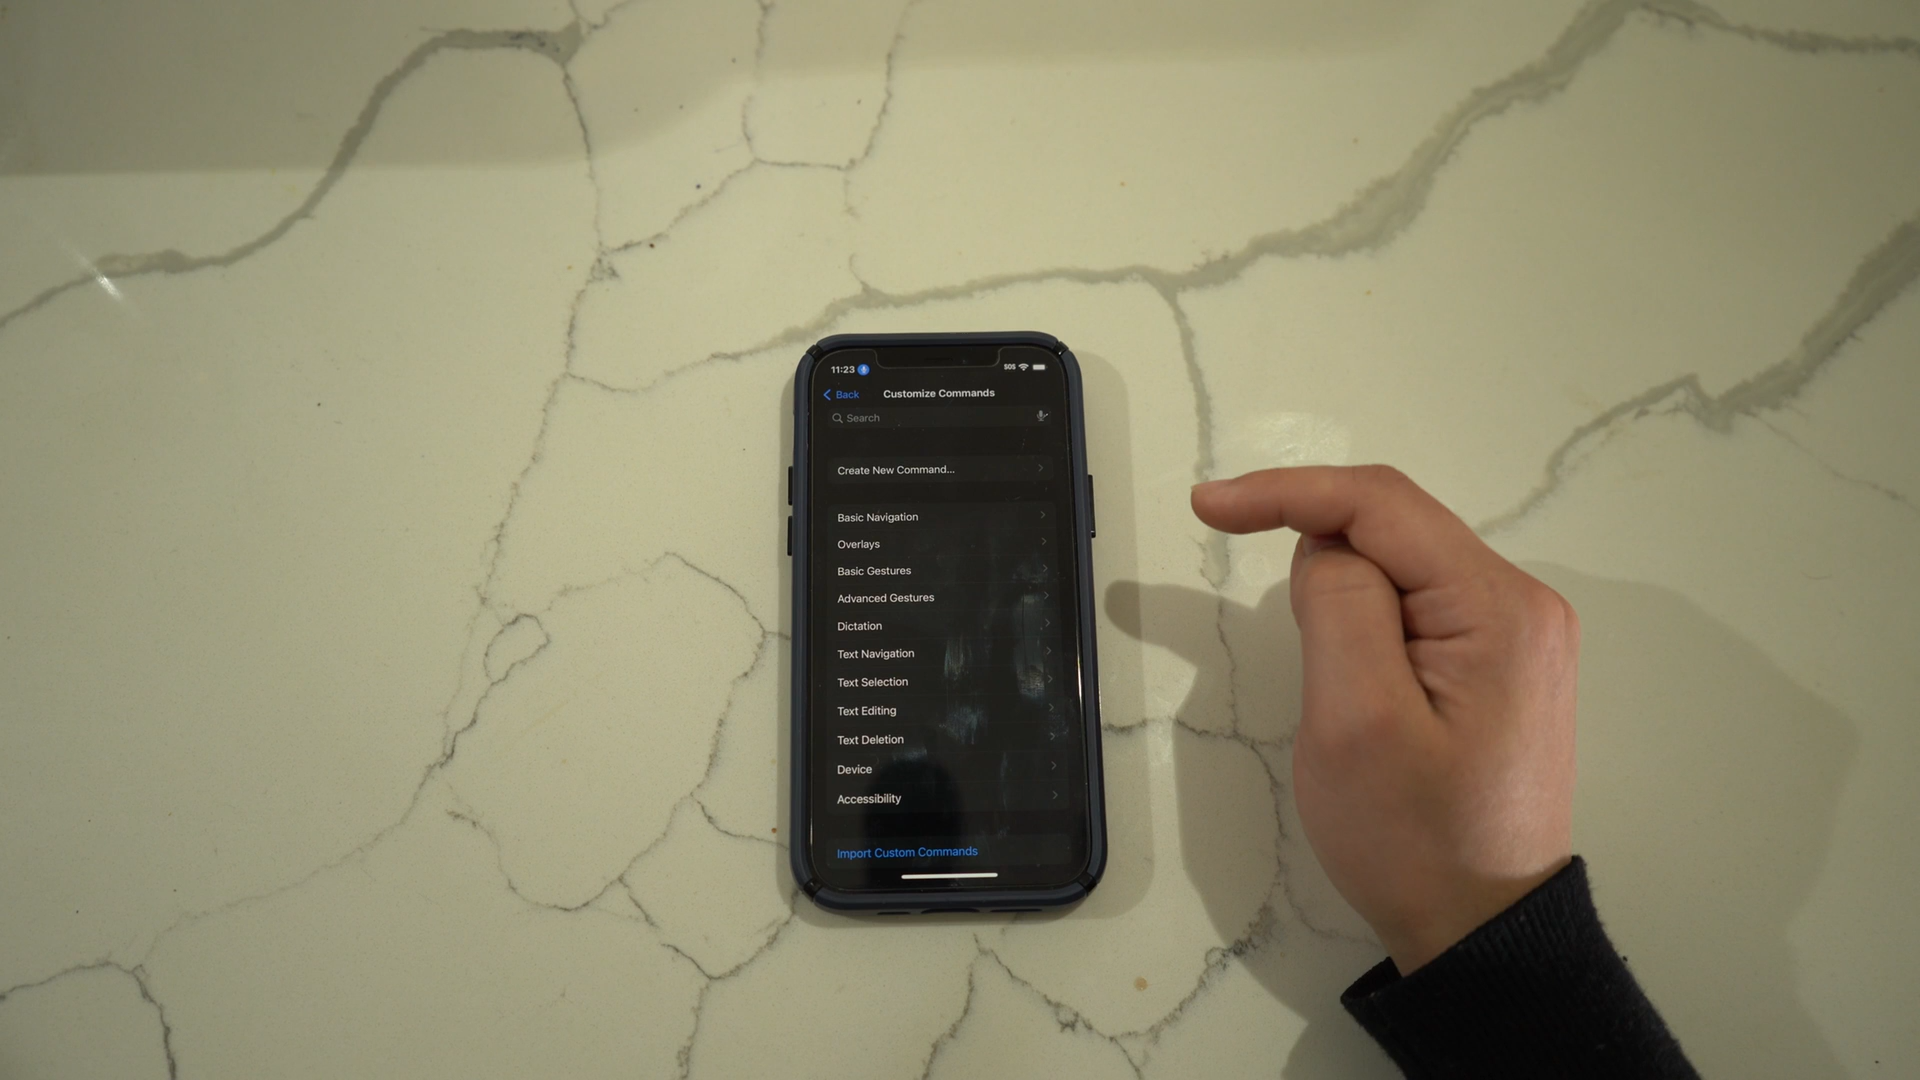 11:23
SOS
Back
Customize Commands
Search
Create New Command...
Basic Navigation
Overlays
Basic Gestures
Advanced Gestures
Dictation
Text Navigation
Text Selection
Text Editing
Text Deletion
Device
Accessibility
Import Custom Commands